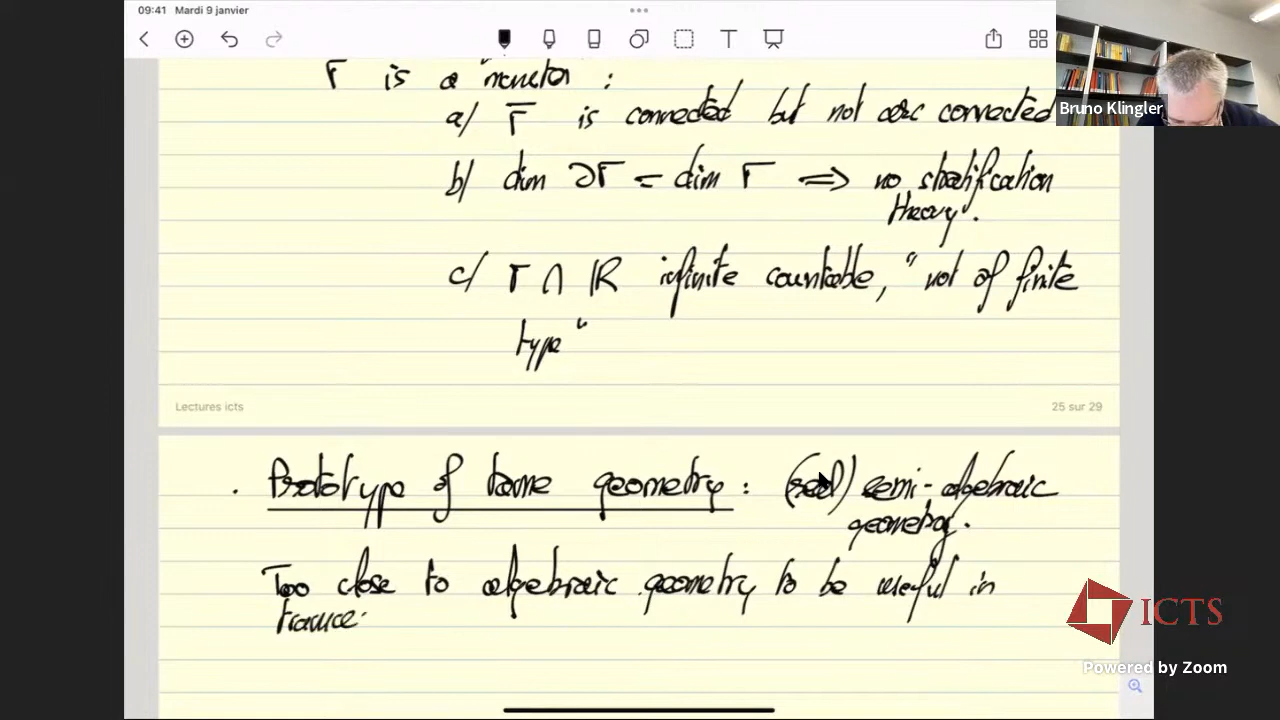 09:41 Mardi 9 janvier
Bruno Klingler
Γ is a "monster" :
a/ Γ̅ is connected but not arc connected
b/ dim ∂Γ = dim Γ ⟹ no stratification
theory.
c/ Γ ∩ ℝ infinite countable, "not of finite
type"
Lectures icts
25 sur 29
. Prototype of tame geometry : (real) semi-algebraic
geometry.
Too close to algebraic geometry to be useful in
ICTS
Powered by Zoom